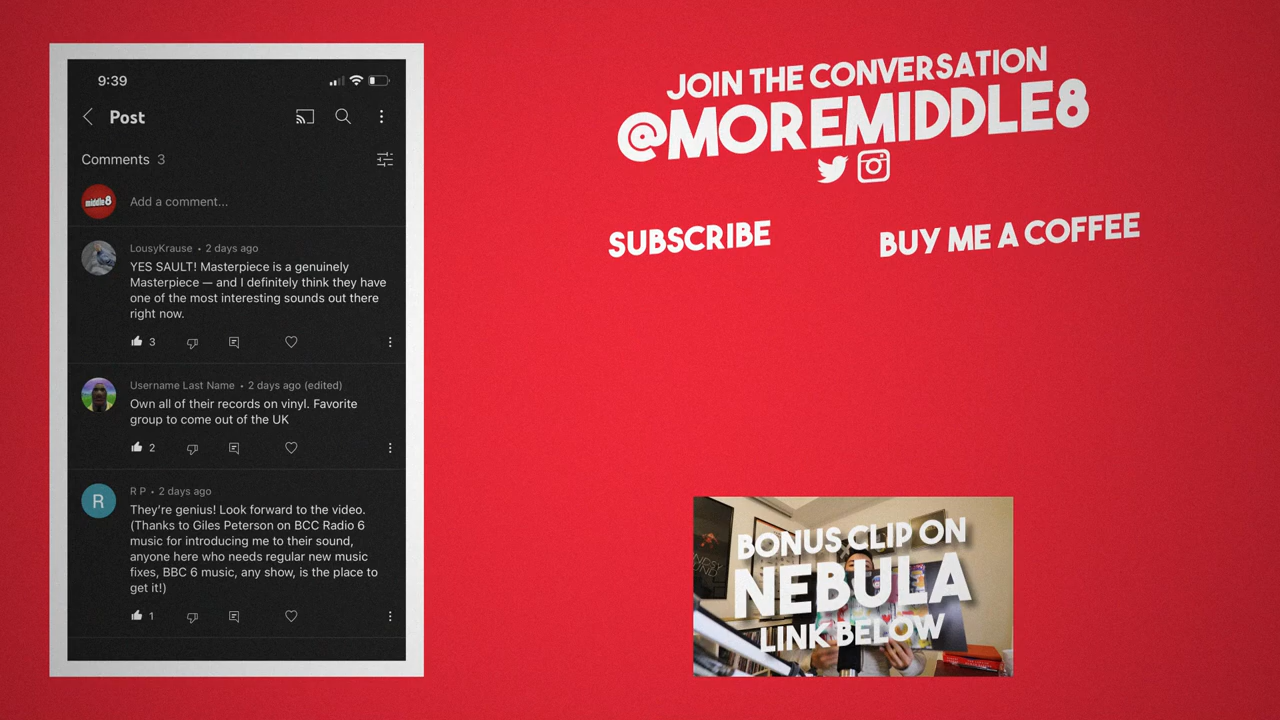 9:39
Post
Comments 3
middle8
Add a comment...
LousyKrause • 2 days ago
YES SAULT! Masterpiece is a genuinely
Masterpiece — and I definitely think they have
one of the most interesting sounds out there
right now.
3
Username Last Name • 2 days ago (edited)
Own all of their records on vinyl. Favorite
group to come out of the UK
2
R
R P • 2 days ago
They're genius! Look forward to the video.
(Thanks to Giles Peterson on BCC Radio 6
music for introducing me to their sound,
anyone here who needs regular new music
fixes, BBC 6 music, any show, is the place to
get it!)
1
JOIN THE CONVERSATION
@MOREMIDDLE8
SUBSCRIBE
BUY ME A COFFEE
BONUS CLIP ON
NEBULA
LINK BELOW